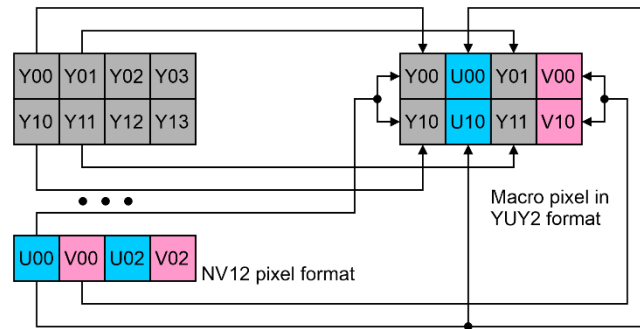 Y00 Y01 Y02 Y03
Y10 Y11 Y12 Y13
Y00 U00 Y01 V00
Y10 U10 Y11 V10
Macro pixel in
YUY2 format
U00 V00 U02 V02
NV12 pixel format